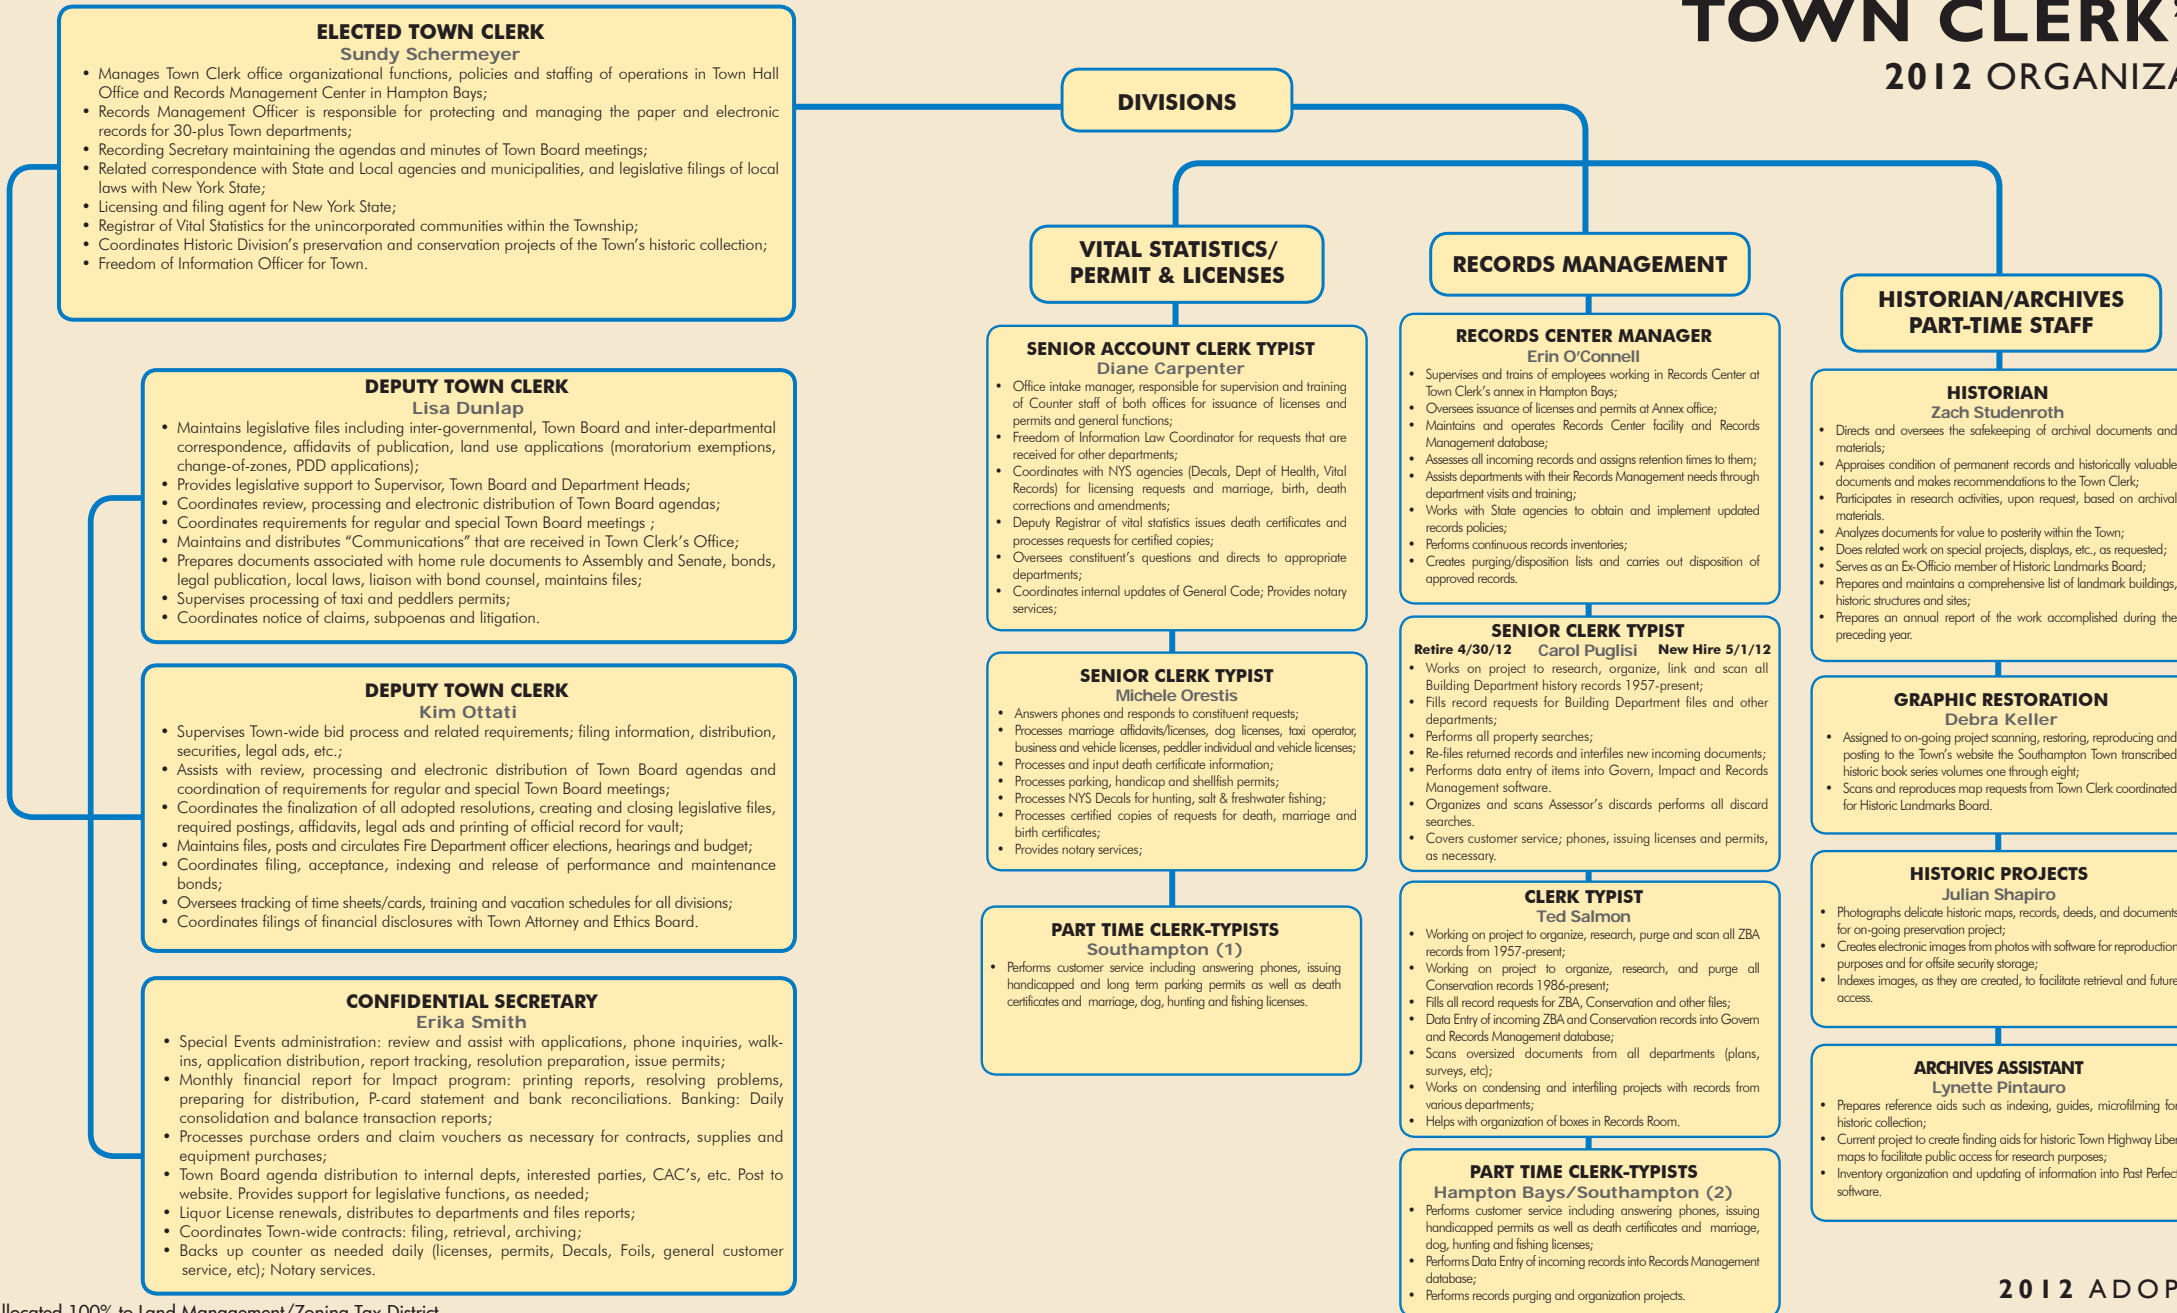 TOWN CLERK'
2012 ORGANIZA
ELECTED TOWN CLERK
Sundy Schermeyer
• Manages Town Clerk office organizational functions, policies and staffing of operations in Town Hall
Office and Records Management Center in Hampton Bays;
• Records Management Officer is responsible for protecting and managing the paper and electronic
records for 30-plus Town departments;
• Recording Secretary maintaining the agendas and minutes of Town Board meetings;
• Related correspondence with State and Local agencies and municipalities, and legislative filings of local
laws with New York State;
• Licensing and filing agent for New York State;
• Registrar of Vital Statistics for the unincorporated communities within the Township;
• Coordinates Historic Division's preservation and conservation projects of the Town's historic collection;
• Freedom of Information Officer for Town.
DEPUTY TOWN CLERK
Lisa Dunlap
• Maintains legislative files including inter-governmental, Town Board and inter-departmental
correspondence, affidavits of publication, land use applications (moratorium exemptions,
change-of-zones, PDD applications);
• Provides legislative support to Supervisor, Town Board and Department Heads;
• Coordinates review, processing and electronic distribution of Town Board agendas;
• Coordinates requirements for regular and special Town Board meetings ;
• Maintains and distributes “Communications” that are received in Town Clerk's Office;
• Prepares documents associated with home rule documents to Assembly and Senate, bonds,
legal publication, local laws, liaison with bond counsel, maintains files;
• Supervises processing of taxi and peddlers permits;
• Coordinates notice of claims, subpoenas and litigation.
DEPUTY TOWN CLERK
Kim Ottati
• Supervises Town-wide bid process and related requirements; filing information, distribution,
securities, legal ads, etc.;
• Assists with review, processing and electronic distribution of Town Board agendas and
coordination of requirements for regular and special Town Board meetings;
• Coordinates the finalization of all adopted resolutions, creating and closing legislative files,
required postings, affidavits, legal ads and printing of official record for vault;
• Maintains files, posts and circulates Fire Department officer elections, hearings and budget;
• Coordinates filing, acceptance, indexing and release of performance and maintenance
bonds;
• Oversees tracking of time sheets/cards, training and vacation schedules for all divisions;
• Coordinates filings of financial disclosures with Town Attorney and Ethics Board.
CONFIDENTIAL SECRETARY
Erika Smith
• Special Events administration: review and assist with applications, phone inquiries, walk-
ins, application distribution, report tracking, resolution preparation, issue permits;
• Monthly financial report for Impact program: printing reports, resolving problems,
preparing for distribution, P-card statement and bank reconciliations. Banking: Daily
consolidation and balance transaction reports;
• Processes purchase orders and claim vouchers as necessary for contracts, supplies and
equipment purchases;
• Town Board agenda distribution to internal depts, interested parties, CAC's, etc. Post to
website. Provides support for legislative functions, as needed;
• Liquor License renewals, distributes to departments and files reports;
• Coordinates Town-wide contracts: filing, retrieval, archiving;
• Backs up counter as needed daily (licenses, permits, Decals, Foils, general customer
service, etc); Notary services.
llocated 100% to Land Management/Zoning Tax District
DIVISIONS
VITAL STATISTICS/
PERMIT & LICENSES
SENIOR ACCOUNT CLERK TYPIST
Diane Carpenter
• Office intake manager, responsible for supervision and training
of Counter staff of both offices for issuance of licenses and
permits and general functions;
• Freedom of Information Law Coordinator for requests that are
received for other departments;
• Coordinates with NYS agencies (Decals, Dept of Health, Vital
Records) for licensing requests and marriage, birth, death
corrections and amendments;
• Deputy Registrar of vital statistics issues death certificates and
processes requests for certified copies;
• Oversees constituent's questions and directs to appropriate
departments;
• Coordinates internal updates of General Code; Provides notary
services;
SENIOR CLERK TYPIST
Michele Orestis
• Answers phones and responds to constituent requests;
• Processes marriage affidavits/licenses, dog licenses, taxi operator,
business and vehicle licenses, peddler individual and vehicle licenses;
• Processes and input death certificate information;
• Processes parking, handicap and shellfish permits;
• Processes NYS Decals for hunting, salt & freshwater fishing;
• Processes certified copies of requests for death, marriage and
birth certificates;
• Provides notary services;
PART TIME CLERK-TYPISTS
Southampton (1)
• Performs customer service including answering phones, issuing
handicapped and long term parking permits as well as death
certificates and marriage, dog, hunting and fishing licenses.
RECORDS MANAGEMENT
RECORDS CENTER MANAGER
Erin O'Connell
• Supervises and trains of employees working in Records Center at
Town Clerk's annex in Hampton Bays;
• Oversees issuance of licenses and permits at Annex office;
• Maintains and operates Records Center facility and Records
Management database;
• Assesses all incoming records and assigns retention times to them;
• Assists departments with their Records Management needs through
department visits and training;
• Works with State agencies to obtain and implement updated
records policies;
• Performs continuous records inventories;
• Creates purging/disposition lists and carries out disposition of
approved records.
SENIOR CLERK TYPIST
Retire 4/30/12 Carol Puglisi New Hire 5/1/12
• Works on project to research, organize, link and scan all
Building Department history records 1957-present;
• Fills record requests for Building Department files and other
departments;
• Performs all property searches;
• Re-files returned records and interfiles new incoming documents;
• Performs data entry of items into Govern, Impact and Records
Management software.
• Organizes and scans Assessor's discards performs all discard
searches.
• Covers customer service; phones, issuing licenses and permits,
as necessary.
CLERK TYPIST
Ted Salmon
• Working on project to organize, research, purge and scan all ZBA
records from 1957-present;
• Working on project to organize, research, and purge all
Conservation records 1986-present;
• Fills all record requests for ZBA, Conservation and other files;
• Data Entry of incoming ZBA and Conservation records into Govern
and Records Management database;
• Scans oversized documents from all departments (plans,
surveys, etc);
• Works on condensing and interfiling projects with records from
various departments;
• Helps with organization of boxes in Records Room.
PART TIME CLERK-TYPISTS
Hampton Bays/Southampton (2)
• Performs customer service including answering phones, issuing
handicapped permits as well as death certificates and marriage,
dog, hunting and fishing licenses;
• Performs Data Entry of incoming records into Records Management
database;
• Performs records purging and organization projects.
HISTORIAN/ARCHIVES
PART-TIME STAFF
HISTORIAN
Zach Studenroth
• Directs and oversees the safekeeping of archival documents and
materials;
• Appraises condition of permanent records and historically valuable
documents and makes recommendations to the Town Clerk;
• Participates in research activities, upon request, based on archival
materials.
• Analyzes documents for value to posterity within the Town;
• Does related work on special projects, displays, etc., as requested;
• Serves as an Ex-Officio member of Historic Landmarks Board;
• Prepares and maintains a comprehensive list of landmark buildings,
historic structures and sites;
• Prepares an annual report of the work accomplished during the
preceding year.
GRAPHIC RESTORATION
Debra Keller
• Assigned to on-going project scanning, restoring, reproducing and
posting to the Town's website the Southampton Town transcribed
historic book series volumes one through eight;
• Scans and reproduces map requests from Town Clerk coordinated
for Historic Landmarks Board.
HISTORIC PROJECTS
Julian Shapiro
• Photographs delicate historic maps, records, deeds, and documents
for on-going preservation project;
• Creates electronic images from photos with software for reproduction
purposes and for offsite security storage;
• Indexes images, as they are created, to facilitate retrieval and future
access.
ARCHIVES ASSISTANT
Lynette Pintauro
• Prepares reference aids such as indexing, guides, microfilming for
historic collection;
• Current project to create finding aids for historic Town Highway Liber
maps to facilitate public access for research purposes;
• Inventory organization and updating of information into Past Perfect
software.
2012 ADOP